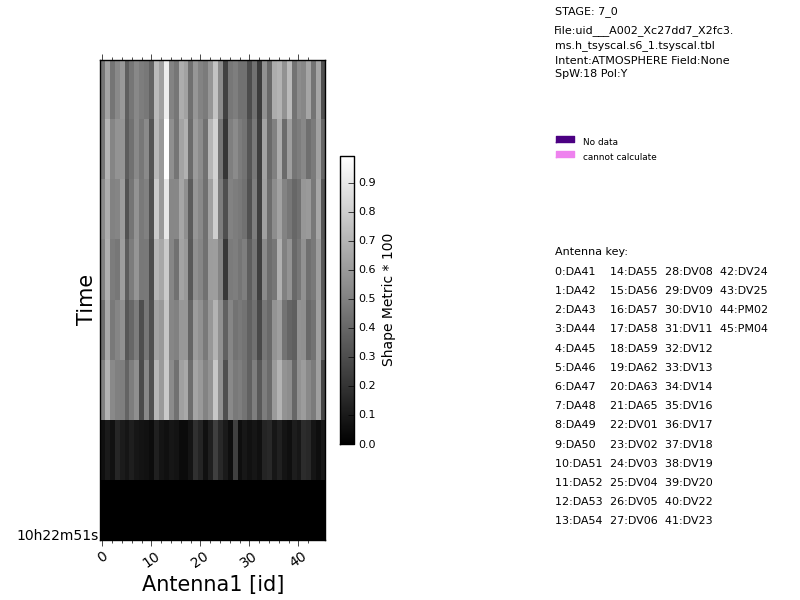 STAGE: 7_0
File:uid___A002_Xc27dd7_X2fc3.
ms.h_tsyscal.s6_1.tsyscal.tbl
Intent:ATMOSPHERE Field:None
SpW:18 Pol:Y
No data
cannot calculate
0.9
0.8
0.7
0.6
0.5
0.4
0.3
0.2
0.1
0.0
Shape Metric * 100
Time
10h22m51s
0 10 20 30 40
Antenna1 [id]
Antenna key:
0:DA41 14:DA55 28:DV08 42:DV24
1:DA42 15:DA56 29:DV09 43:DV25
2:DA43 16:DA57 30:DV10 44:PM02
3:DA44 17:DA58 31:DV11 45:PM04
4:DA45 18:DA59 32:DV12
5:DA46 19:DA62 33:DV13
6:DA47 20:DA63 34:DV14
7:DA48 21:DA65 35:DV16
8:DA49 22:DV01 36:DV17
9:DA50 23:DV02 37:DV18
10:DA51 24:DV03 38:DV19
11:DA52 25:DV04 39:DV20
12:DA53 26:DV05 40:DV22
13:DA54 27:DV06 41:DV23